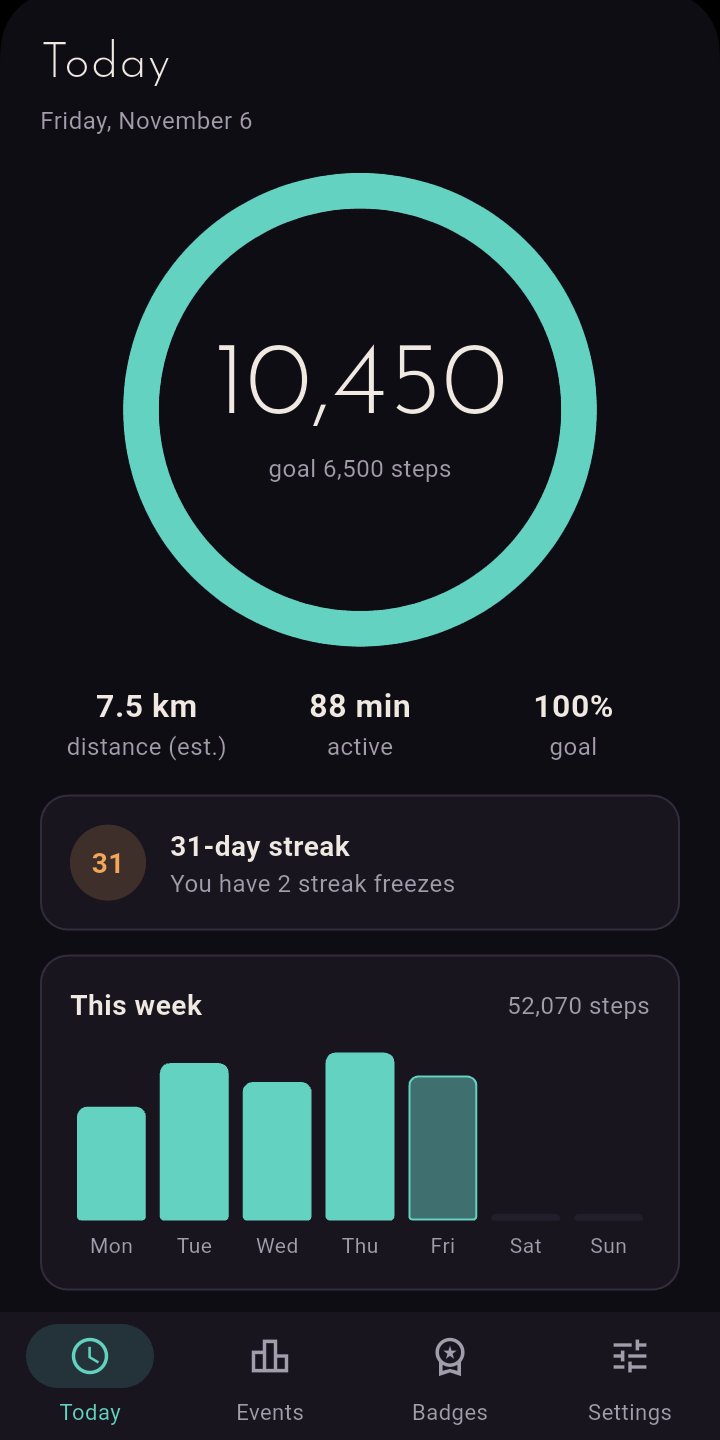 Today
Friday, November 6
10,450
goal 6,500 steps
7.5 km 88 min 100%
distance (est.) active goal
31
31-day streak
You have 2 streak freezes
This week 52,070 steps
Mon Tue Wed Thu Fri Sat Sun
Today Events Badges Settings